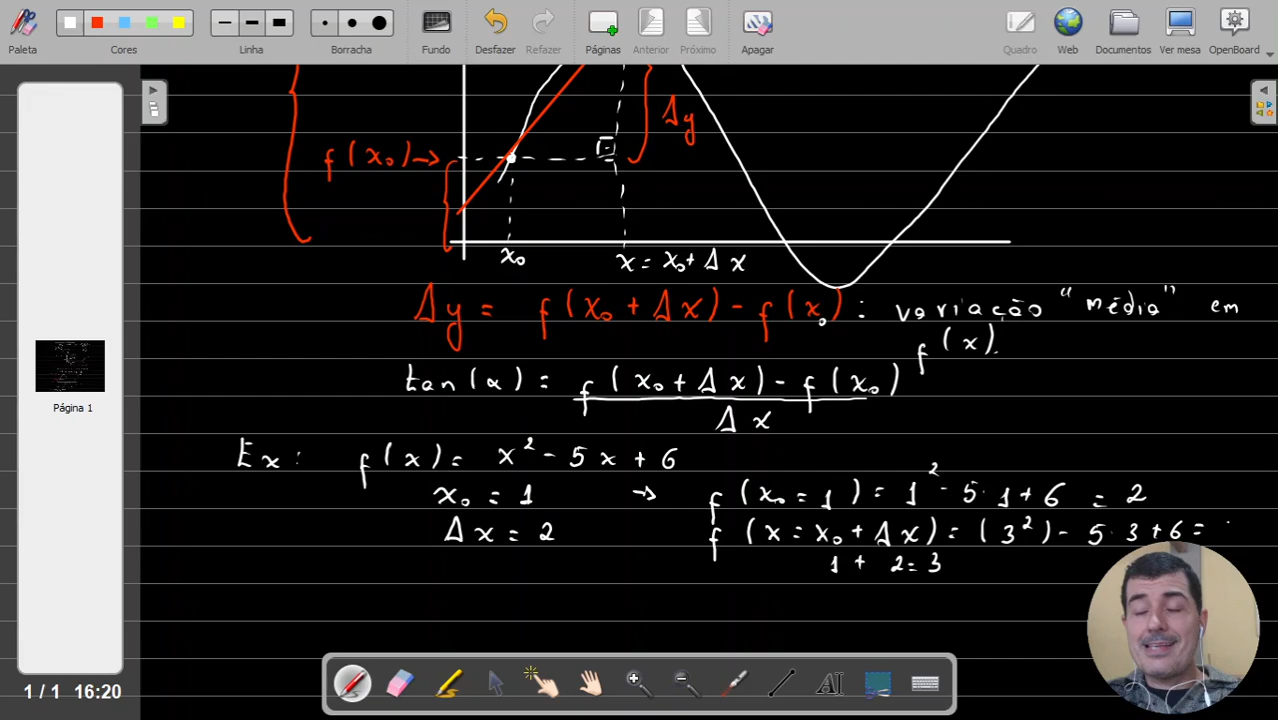 Paleta Cores Linha Borracha Fundo Desfazer Refazer Páginas Anterior Próximo Apagar Quadro Web Documentos Ver mesa OpenBoard
Δy
f(x₀)→
x₀
x = x₀ + Δx
Δy = f(x₀ + Δx) - f(x₀) : variação "média" em
f(x).
tan(α) = f(x₀ + Δx) - f(x₀)
Δx
Ex: f(x) = x² - 5x + 6
x₀ = 1 → f(x₀ = 1) = 1² - 5·1 + 6 = 2
Δx = 2 f(x = x₀ + Δx) = (3²) - 5·3 + 6 =
1 + 2 = 3
Página 1
1 / 1 16:20
AI